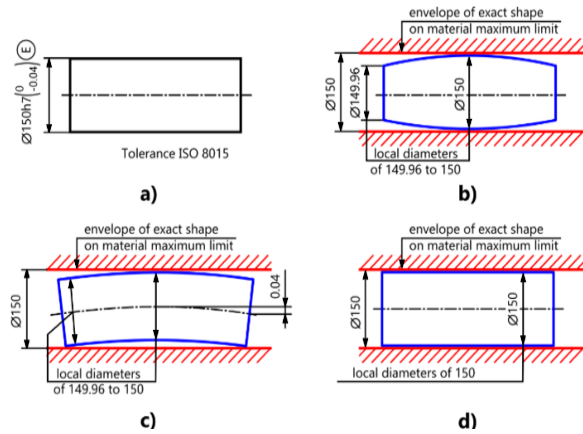 Ø150h7(0 -0.04) Ⓔ
Tolerance ISO 8015
a)
envelope of exact shape
on material maximum limit
Ø150
Ø149.96
Ø150
local diameters
of 149.96 to 150
b)
envelope of exact shape
on material maximum limit
Ø150
0.04
local diameters
of 149.96 to 150
c)
envelope of exact shape
on material maximum limit
Ø150
Ø150
local diameters of 150
d)